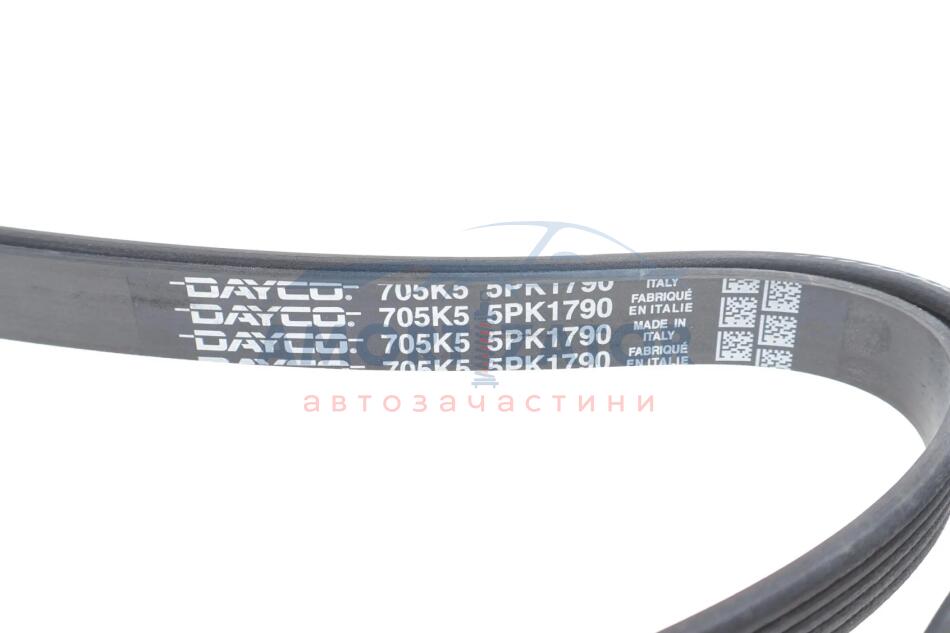 DAYCO® 705K5 5PK1790 ITALY
FABRIQUÉ
DAYCO® 705K5 5PK1790 EN ITALIE
MADE IN
DAYCO® 705K5 5PK1790 ITALY
FABRIQUÉ
DAYCO 705K5 5PK1790 EN ITALIE
автозачастини